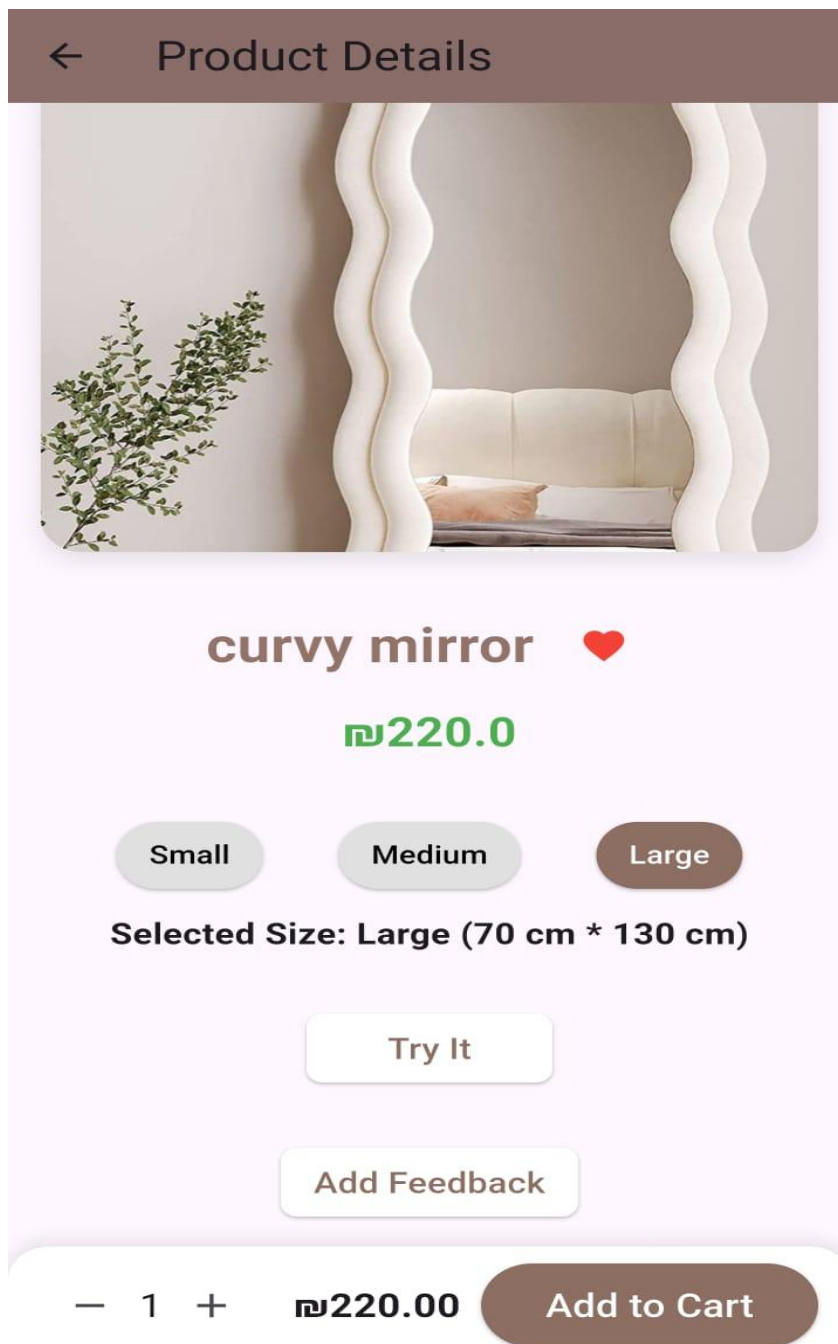 Product Details
curvy mirror
₪220.0
Small Medium Large
Selected Size: Large (70 cm * 130 cm)
Try It
Add Feedback
1 ₪220.00 Add to Cart